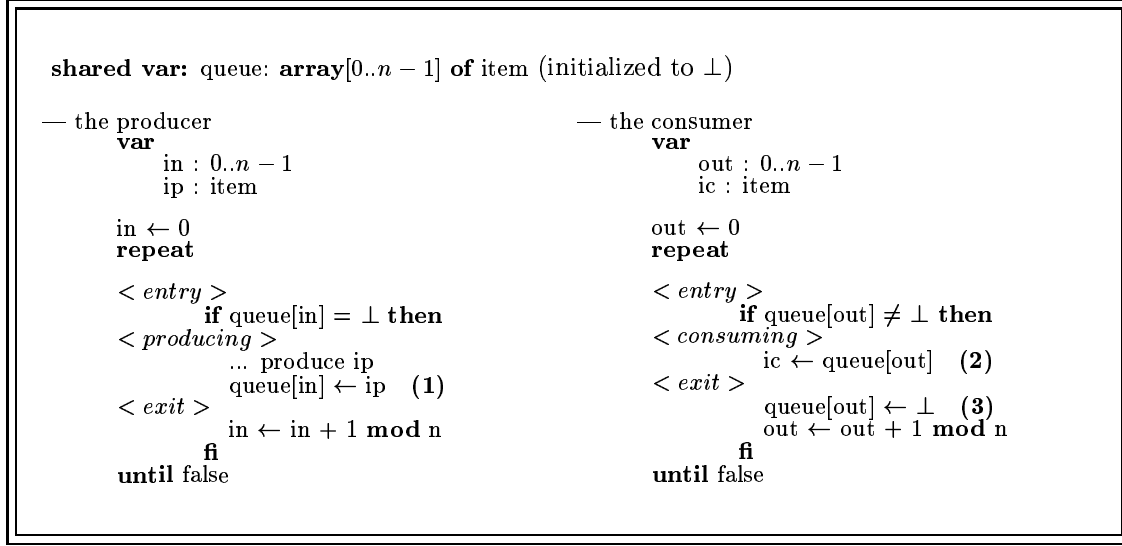 shared var: queue: array[0..n − 1] of item (initialized to ⊥)
— the producer
var
in : 0..n − 1
ip : item
in ← 0
repeat
< entry >
if queue[in] = ⊥ then
< producing >
... produce ip
queue[in] ← ip (1)
< exit >
in ← in + 1 mod n
fi
until false
— the consumer
var
out : 0..n − 1
ic : item
out ← 0
repeat
< entry >
if queue[out] ≠ ⊥ then
< consuming >
ic ← queue[out] (2)
< exit >
queue[out] ← ⊥ (3)
out ← out + 1 mod n
fi
until false